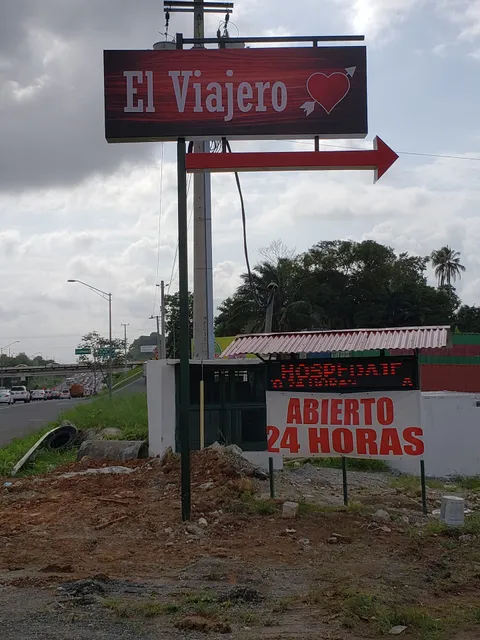 El Viajero
HOSPEDAJE
ABIERTO
24 HORAS